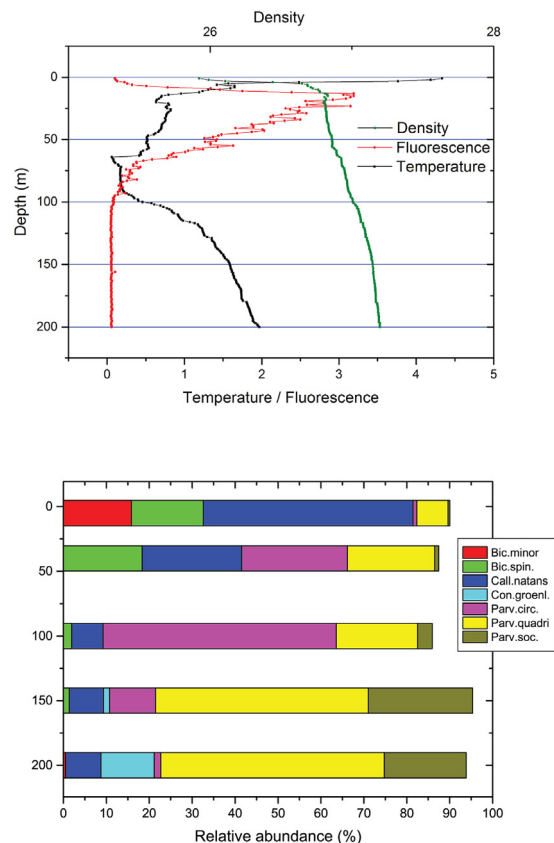 Density
26 28
0
50
100
150
200
Depth (m)
Density
Fluorescence
Temperature
0 1 2 3 4 5
Temperature / Fluorescence
0
50
100
150
200
Bic.minor
Bic.spin.
Call.natans
Con.groenl.
Parv.circ.
Parv.quadri
Parv.soc.
0 10 20 30 40 50 60 70 80 90 100
Relative abundance (%)